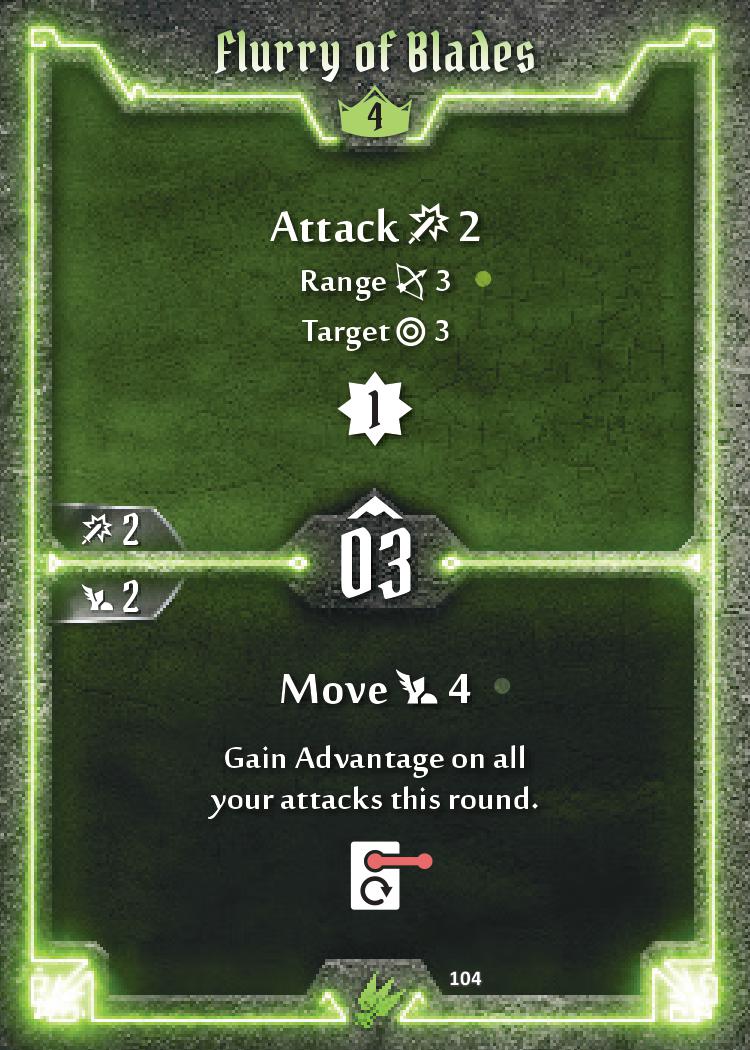 Flurry of Blades
4
Attack 2
Range 3
Target 3
1
2
03
2
Move 4
Gain Advantage on all
your attacks this round.
104